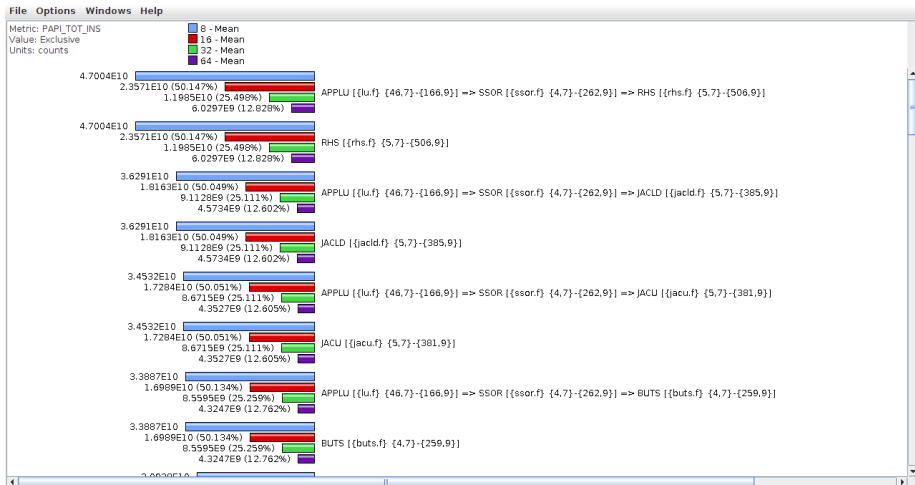 File Options Windows Help
Metric: PAPI_TOT_INS
Value: Exclusive
Units: counts
8 - Mean
16 - Mean
32 - Mean
64 - Mean
4.7004E10
2.3571E10 (50.147%)
1.1985E10 (25.498%)
6.0297E9 (12.828%)
APPLU [{lu.f} {46,7}-{166,9}] => SSOR [{ssor.f} {4,7}-{262,9}] => RHS [{rhs.f} {5,7}-{506,9}]
4.7004E10
2.3571E10 (50.147%)
1.1985E10 (25.498%)
6.0297E9 (12.828%)
RHS [{rhs.f} {5,7}-{506,9}]
3.6291E10
1.8163E10 (50.049%)
9.1128E9 (25.111%)
4.5734E9 (12.602%)
APPLU [{lu.f} {46,7}-{166,9}] => SSOR [{ssor.f} {4,7}-{262,9}] => JACLD [{jacld.f} {5,7}-{385,9}]
3.6291E10
1.8163E10 (50.049%)
9.1128E9 (25.111%)
4.5734E9 (12.602%)
JACLD [{jacld.f} {5,7}-{385,9}]
3.4532E10
1.7284E10 (50.051%)
8.6715E9 (25.111%)
4.3527E9 (12.605%)
APPLU [{lu.f} {46,7}-{166,9}] => SSOR [{ssor.f} {4,7}-{262,9}] => JACU [{jacu.f} {5,7}-{381,9}]
3.4532E10
1.7284E10 (50.051%)
8.6715E9 (25.111%)
4.3527E9 (12.605%)
JACU [{jacu.f} {5,7}-{381,9}]
3.3887E10
1.6989E10 (50.134%)
8.5595E9 (25.259%)
4.3247E9 (12.762%)
APPLU [{lu.f} {46,7}-{166,9}] => SSOR [{ssor.f} {4,7}-{262,9}] => BUTS [{buts.f} {4,7}-{259,9}]
3.3887E10
1.6989E10 (50.134%)
8.5595E9 (25.259%)
4.3247E9 (12.762%)
BUTS [{buts.f} {4,7}-{259,9}]